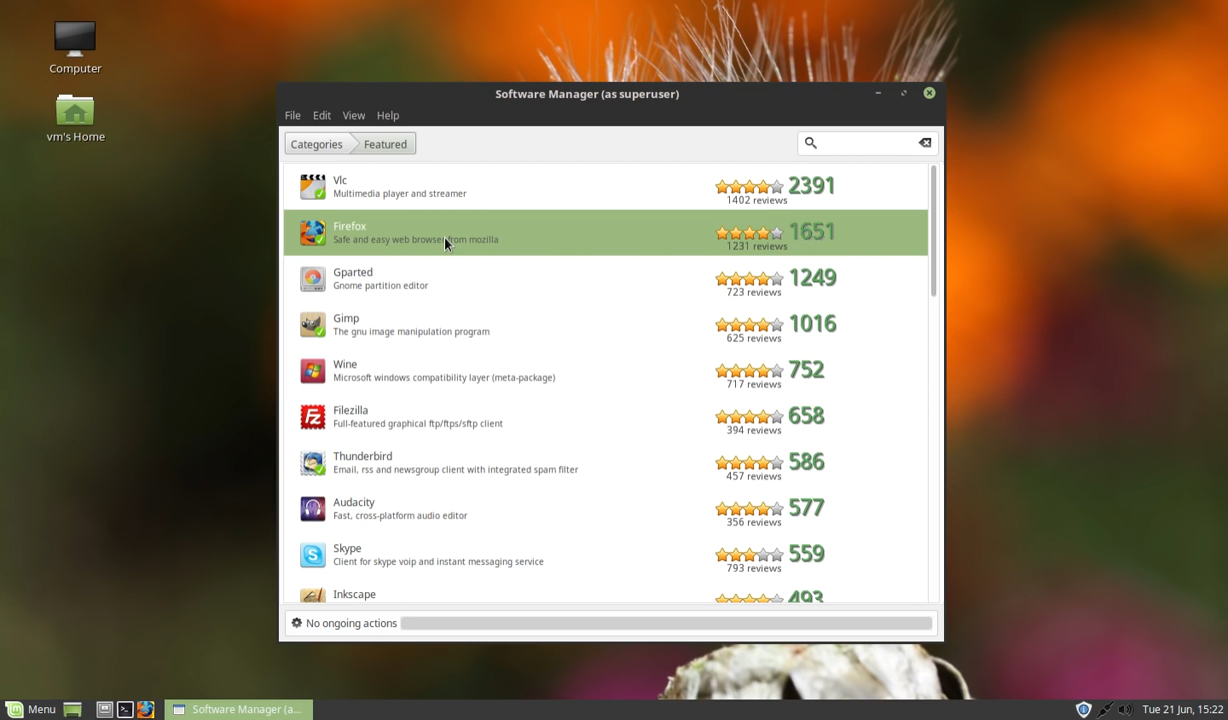 Computer
vm's Home
Software Manager (as superuser)
File Edit View Help
Categories Featured
Vlc
Multimedia player and streamer
2391
1402 reviews
Firefox
Safe and easy web browser from mozilla
1651
1231 reviews
Gparted
Gnome partition editor
1249
723 reviews
Gimp
The gnu image manipulation program
1016
625 reviews
Wine
Microsoft windows compatibility layer (meta-package)
752
717 reviews
Filezilla
Full-featured graphical ftp/ftps/sftp client
658
394 reviews
Thunderbird
Email, rss and newsgroup client with integrated spam filter
586
457 reviews
Audacity
Fast, cross-platform audio editor
577
356 reviews
Skype
Client for skype voip and instant messaging service
559
793 reviews
Inkscape
493
No ongoing actions
Menu Software Manager (a... Tue 21 Jun, 15:22